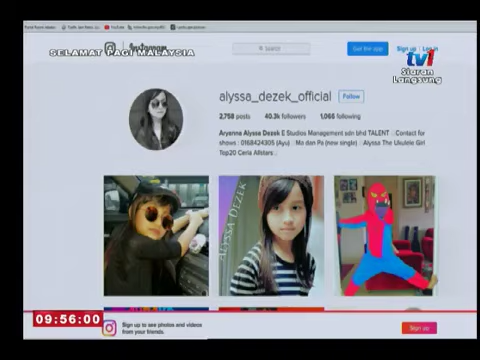 Instagram
Search
Get the app
Sign up
Log in
SELAMAT PAGI MALAYSIA
tv1
Siaran
Langsung
alyssa_dezek_official
Follow
2,758 posts
40.3k followers
1,066 following
Aryanna Alyssa Dezek E Studios Management sdn bhd TALENT
Contact for
shows : 0168424305 (Ayu)
Mo dan Pa (new single)
Alyssa The Ukulele Girl
Top20 Ceria Allstars
ALYSSA DEZEK
09:56:00
Sign up to see photos and videos
from your friends.
Sign up